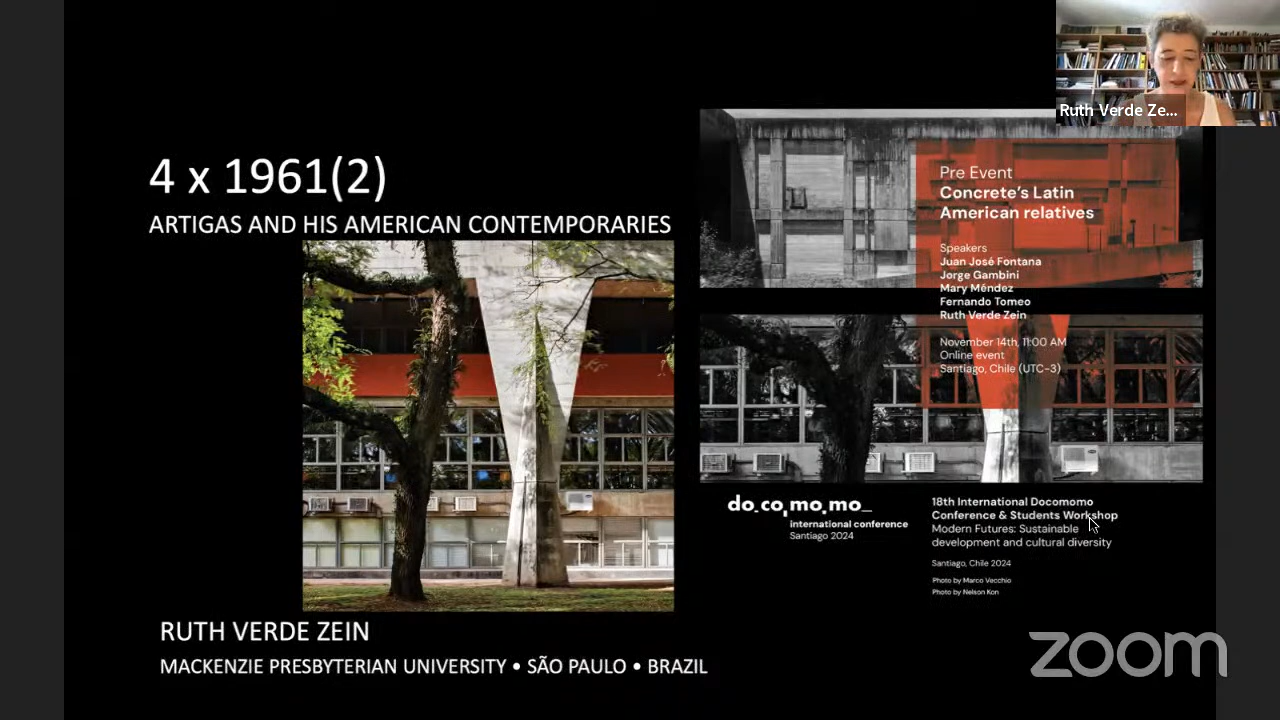 4 x 1961(2)
ARTIGAS AND HIS AMERICAN CONTEMPORARIES
RUTH VERDE ZEIN
MACKENZIE PRESBYTERIAN UNIVERSITY • SÃO PAULO • BRAZIL
Pre Event
Concrete's Latin
American relatives
Speakers
Juan José Fontana
Jorge Gambini
Mary Méndez
Fernando Tomeo
Ruth Verde Zein
November 14th, 11:00 AM
Online event
Santiago, Chile (UTC-3)
do_co,mo.mo_
international conference
Santiago 2024
18th International Docomomo
Conference & Students Workshop
Modern Futures: Sustainable
development and cultural diversity
Santiago, Chile 2024
Photo by Marco Vecchio
Photo by Nelson Kon
Ruth Verde Ze...
zoom